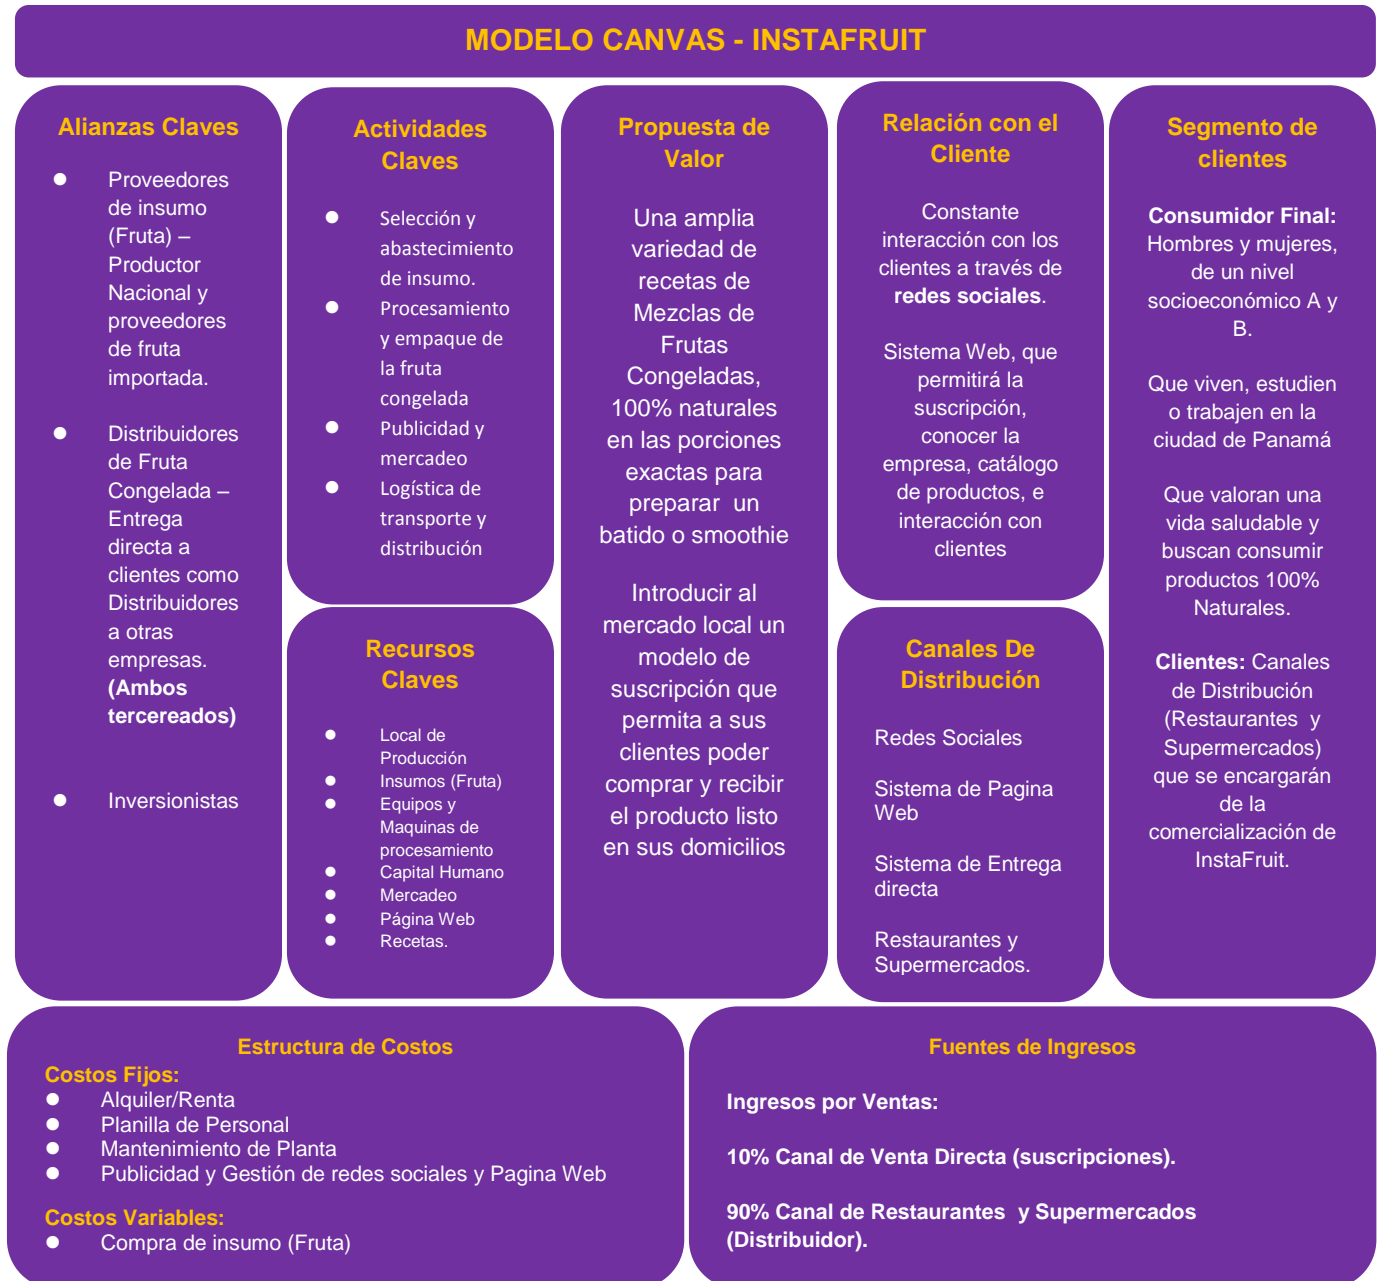 MODELO CANVAS - INSTAFRUIT
Alianzas Claves
● Proveedores
de insumo
(Fruta) –
Productor
Nacional y
proveedores
de fruta
importada.
● Distribuidores
de Fruta
Congelada –
Entrega
directa a
clientes como
Distribuidores
a otras
empresas.
(Ambos
tercereados)
● Inversionistas
Actividades
Claves
● Selección y
abastecimiento
de insumo.
● Procesamiento
y empaque de
la fruta
congelada
● Publicidad y
mercadeo
● Logística de
transporte y
distribución
Recursos
Claves
● Local de
Producción
● Insumos (Fruta)
● Equipos y
Maquinas de
procesamiento
● Capital Humano
● Mercadeo
● Página Web
● Recetas.
Propuesta de
Valor
Una amplia
variedad de
recetas de
Mezclas de
Frutas
Congeladas,
100% naturales
en las porciones
exactas para
preparar un
batido o smoothie
Introducir al
mercado local un
modelo de
suscripción que
permita a sus
clientes poder
comprar y recibir
el producto listo
en sus domicilios
Relación con el
Cliente
Constante
interacción con los
clientes a través de
redes sociales.
Sistema Web, que
permitirá la
suscripción,
conocer la
empresa, catálogo
de productos, e
interacción con
clientes
Canales De
Distribución
Redes Sociales
Sistema de Pagina
Web
Sistema de Entrega
directa
Restaurantes y
Supermercados.
Segmento de
clientes
Consumidor Final:
Hombres y mujeres,
de un nivel
socioeconómico A y
B.
Que viven, estudien
o trabajen en la
ciudad de Panamá
Que valoran una
vida saludable y
buscan consumir
productos 100%
Naturales.
Clientes: Canales
de Distribución
(Restaurantes y
Supermercados)
que se encargarán
de la
comercialización de
InstaFruit.
Estructura de Costos
Costos Fijos:
● Alquiler/Renta
● Planilla de Personal
● Mantenimiento de Planta
● Publicidad y Gestión de redes sociales y Pagina Web
Costos Variables:
● Compra de insumo (Fruta)
Fuentes de Ingresos
Ingresos por Ventas:
10% Canal de Venta Directa (suscripciones).
90% Canal de Restaurantes y Supermercados
(Distribuidor).